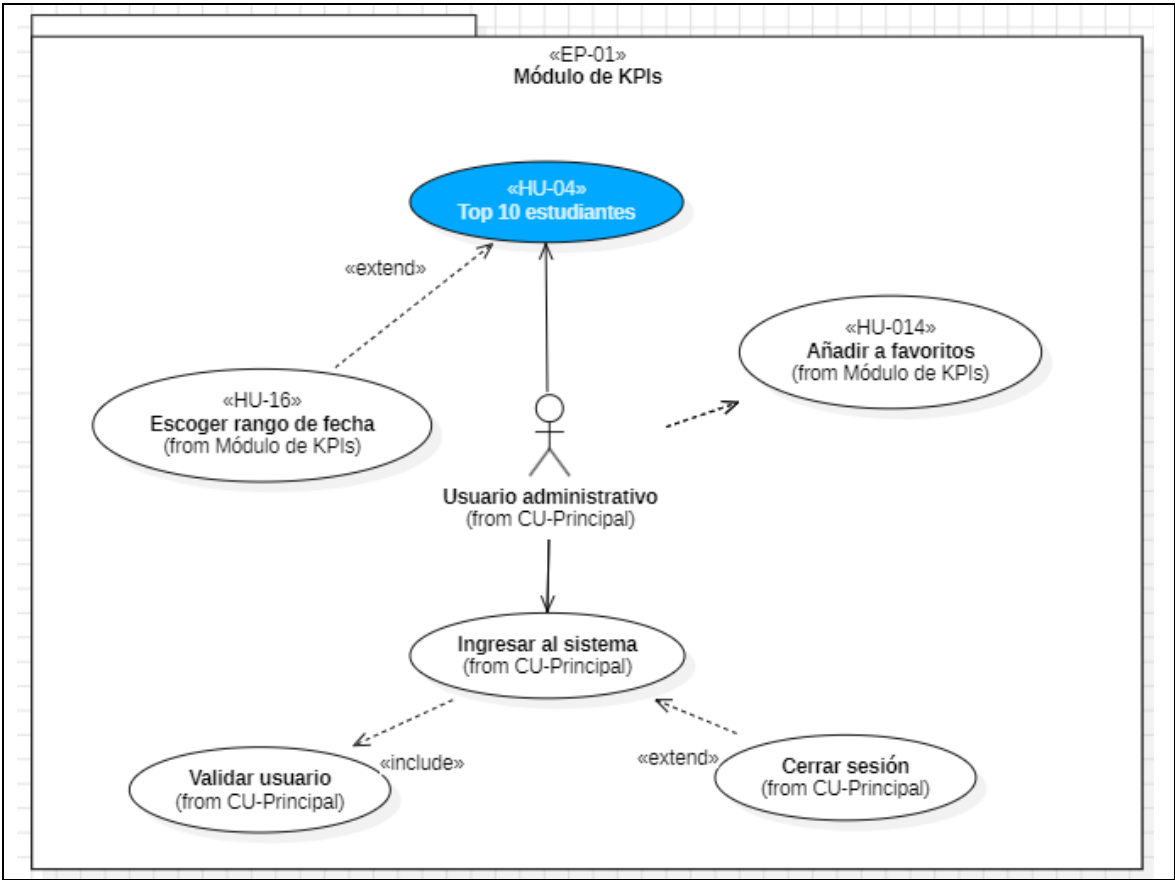 «EP-01»
Módulo de KPIs
«HU-04»
Top 10 estudiantes
«extend»
«HU-014»
Añadir a favoritos
(from Módulo de KPIs)
«HU-16»
Escoger rango de fecha
(from Módulo de KPIs)
Usuario administrativo
(from CU-Principal)
Ingresar al sistema
(from CU-Principal)
«include»
«extend»
Validar usuario
(from CU-Principal)
Cerrar sesión
(from CU-Principal)